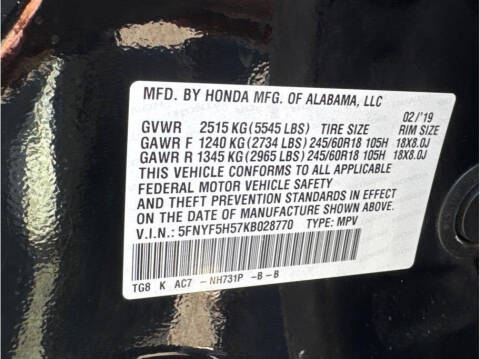 MFD. BY HONDA MFG. OF ALABAMA, LLC
02/'19
GVWR 2515 KG (5545 LBS) TIRE SIZE RIM SIZE
GAWR F 1240 KG (2734 LBS) 245/60R18 105H 18X8.0J
GAWR R 1345 KG (2965 LBS) 245/60R18 105H 18X8.0J
THIS VEHICLE CONFORMS TO ALL APPLICABLE
FEDERAL MOTOR VEHICLE SAFETY
AND THEFT PREVENTION STANDARDS IN EFFECT
ON THE DATE OF MANUFACTURE SHOWN ABOVE.
V.I.N.: 5FNYF5H57KB028770 TYPE: MPV
TG8 K AC7 -NH731P -B-B